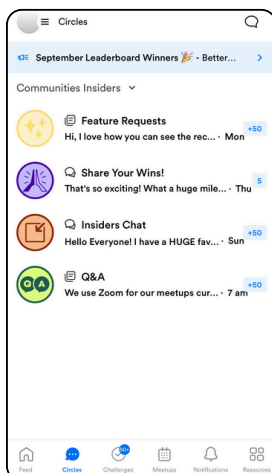 Circles
September Leaderboard Winners 🎉 - Better...
Communities Insiders
Feature Requests
Hi, I love how you can see the rec... · Mon
+50
Share Your Wins!
That's so exciting! What a huge mile... · Thu
5
Insiders Chat
Hello Everyone! I have a HUGE fav... · Sun
+50
QA
Q&A
We use Zoom for our meetups cur... · 7 am
+50
50+
Feed Circles Challenges Meetups Notifications Resources